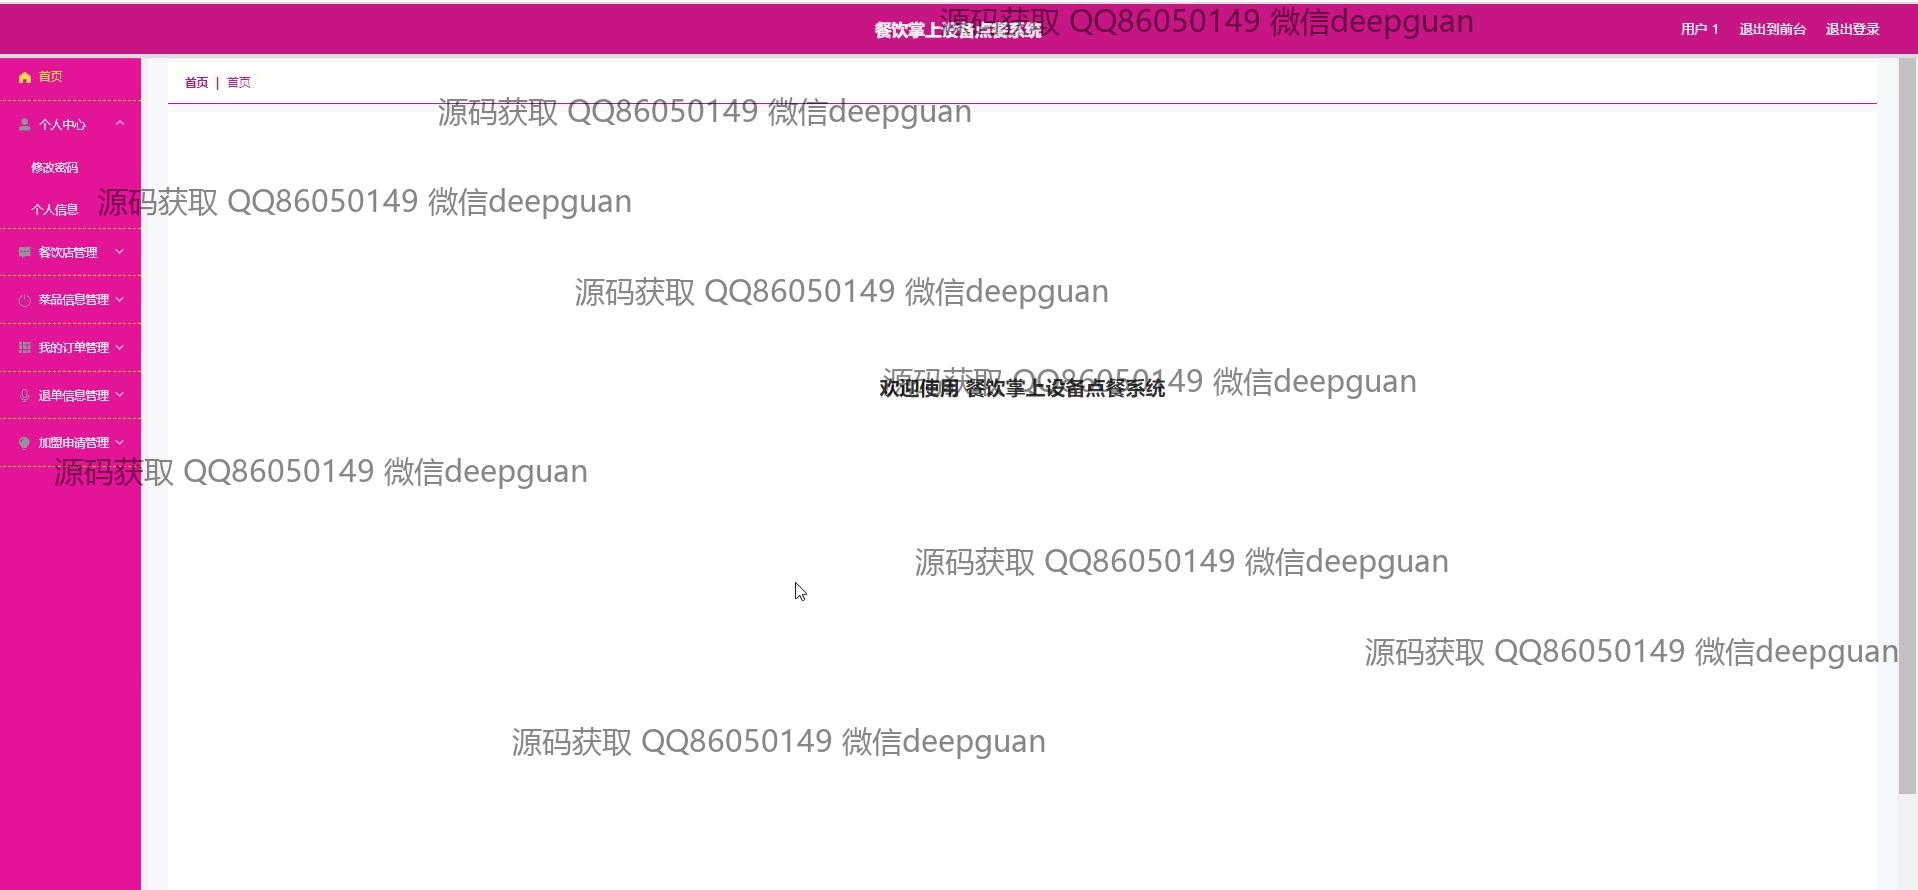 餐饮掌上设备点餐系统
源码获取 QQ86050149 微信deepguan
用户 1
退出到前台
退出登录
首页
首页 | 首页
源码获取 QQ86050149 微信deepguan
个人中心
修改密码
个人信息
源码获取 QQ86050149 微信deepguan
餐饮店管理
菜品信息管理
源码获取 QQ86050149 微信deepguan
我的订单管理
退单信息管理
源码获取 QQ86050149 微信deepguan
欢迎使用 餐饮掌上设备点餐系统
加盟申请管理
源码获取 QQ86050149 微信deepguan
源码获取 QQ86050149 微信deepguan
源码获取 QQ86050149 微信deepguan
源码获取 QQ86050149 微信deepguan